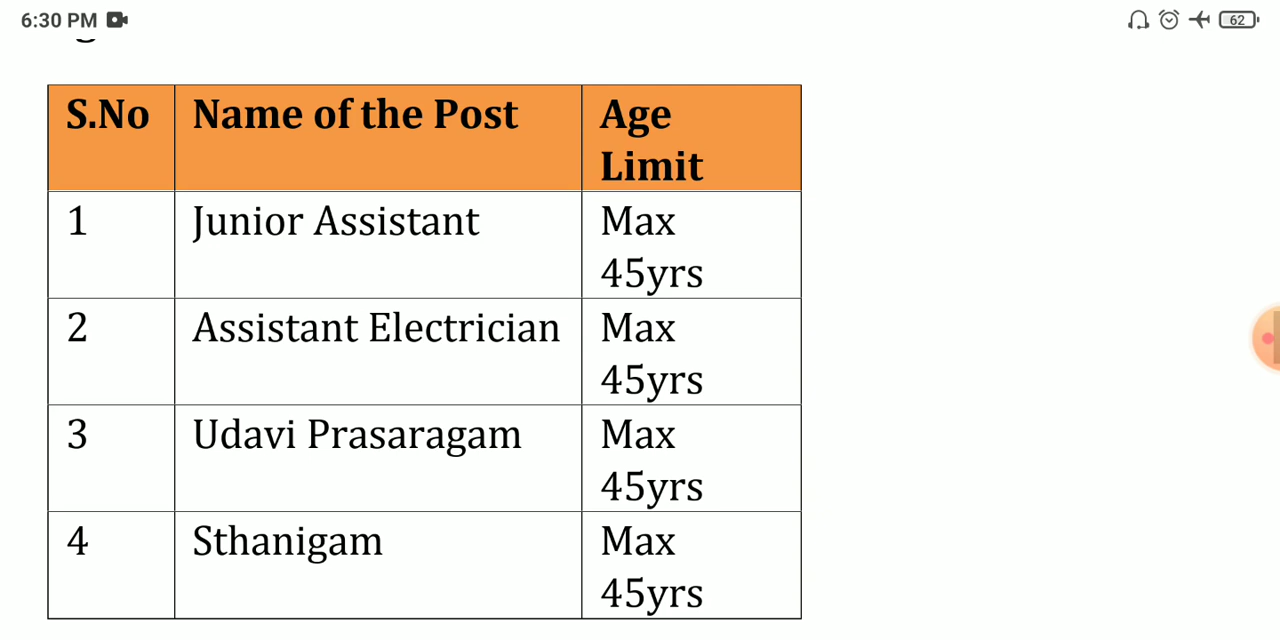 6:30 PM
62
S.No Name of the Post Age
Limit
1 Junior Assistant Max
45yrs
2 Assistant Electrician Max
45yrs
3 Udavi Prasaragam Max
45yrs
4 Sthanigam Max
45yrs